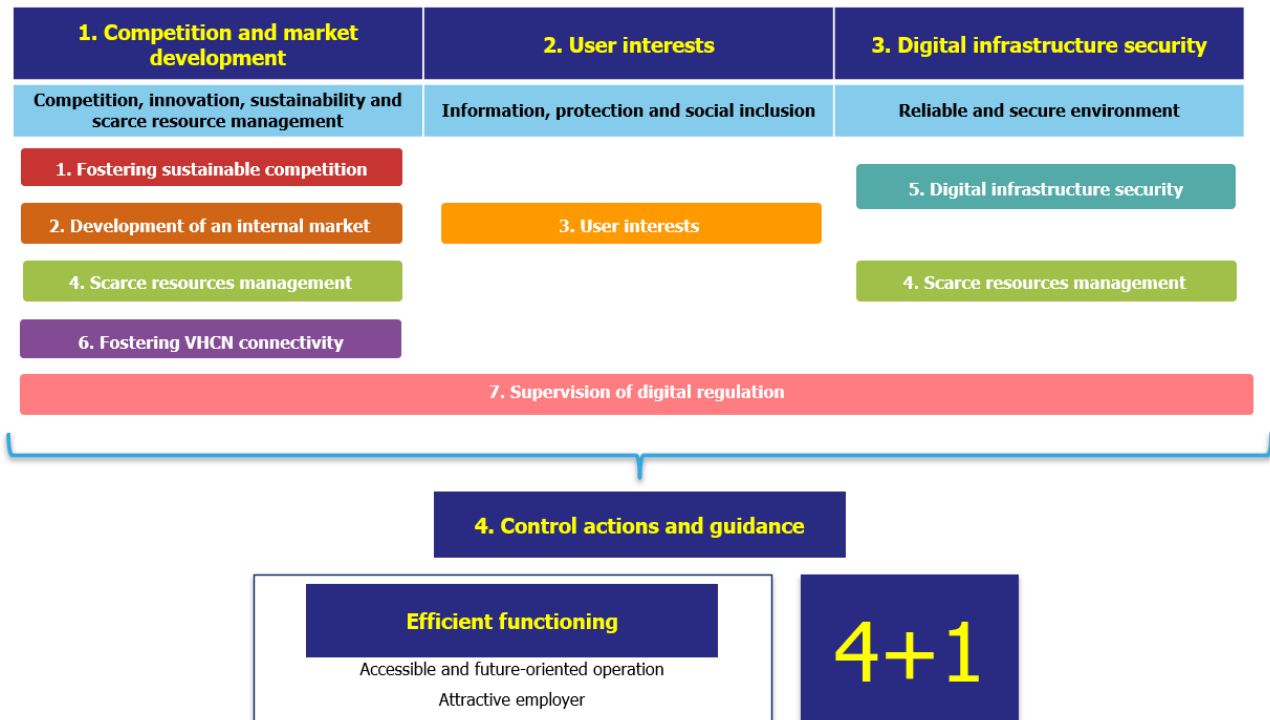 1. Competition and market
development
2. User interests
3. Digital infrastructure security
Competition, innovation, sustainability and
scarce resource management
Information, protection and social inclusion
Reliable and secure environment
1. Fostering sustainable competition
5. Digital infrastructure security
2. Development of an internal market
3. User interests
4. Scarce resources management
4. Scarce resources management
6. Fostering VHCN connectivity
7. Supervision of digital regulation
4. Control actions and guidance
Efficient functioning
Accessible and future-oriented operation
Attractive employer
4+1